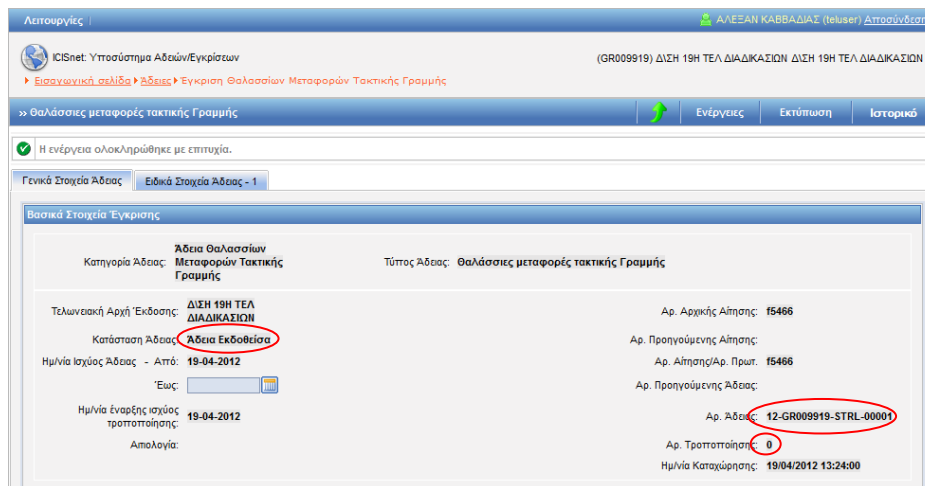 Λειτουργίες
ΑΛΕΞΑΝ ΚΑΒΒΑΔΙΑΣ (teluser) Αποσύνδεση
ICISnet: Υποσύστημα Αδειών/Εγκρίσεων
(GR009919) Δ\ΣΗ 19Η ΤΕΛ ΔΙΑΔΙΚΑΣΙΩΝ Δ\ΣΗ 19Η ΤΕΛ ΔΙΑΔΙΚΑΣΙΩΝ
Εισαγωγική σελίδα Άδειες Έγκριση Θαλασσίων Μεταφορών Τακτικής Γραμμής
>> Θαλάσσιες μεταφορές τακτικής Γραμμής
Ενέργειες Εκτύπωση Ιστορικό
Η ενέργεια ολοκληρώθηκε με επιτυχία.
Γενικά Στοιχεία Άδειας Ειδικά Στοιχεία Άδειας - 1
Βασικά Στοιχεία Έγκρισης
Κατηγορία Άδειας: Άδεια Θαλασσίων Μεταφορών Τακτικής Γραμμής
Τύπος Άδειας: Θαλάσσιες μεταφορές τακτικής Γραμμής
Τελωνειακή Αρχή Έκδοσης: Δ\ΣΗ 19Η ΤΕΛ ΔΙΑΔΙΚΑΣΙΩΝ
Αρ. Αρχικής Αίτησης: f5466
Κατάσταση Άδειας: Άδεια Εκδοθείσα
Αρ. Προηγούμενης Αίτησης:
Ημ/νία Ισχύος Άδειας - Από: 19-04-2012
Αρ. Αίτησης/Αρ. Πρωτ. f5466
Έως:
Αρ. Προηγούμενης Άδειας:
Ημ/νία έναρξης ισχύος τροποποίησης: 19-04-2012
Αρ. Άδειας: 12-GR009919-STRL-00001
Απολογία:
Αρ. Τροποποίησης: 0
Ημ/νία Καταχώρησης: 19/04/2012 13:24:00